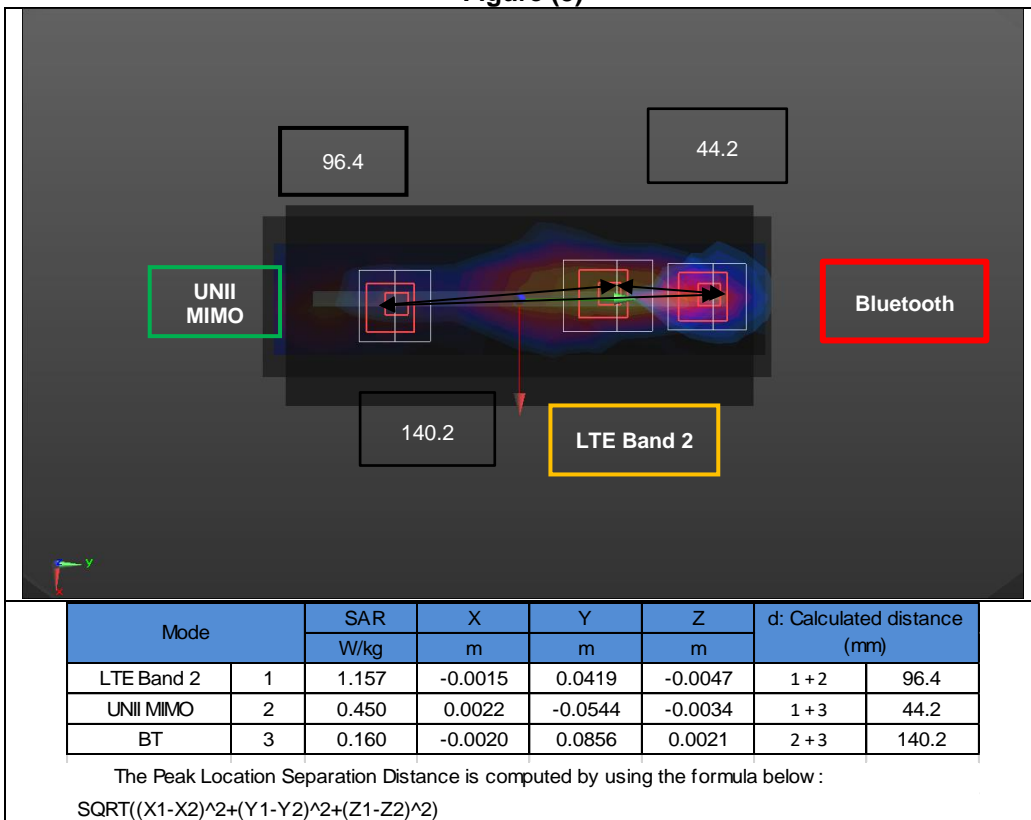 96.4
44.2
UNII
MIMO
Bluetooth
140.2
LTE Band 2
y
x
Mode SAR X Y Z d: Calculated distance
W/kg m m m (mm)
LTE Band 2 1 1.157 -0.0015 0.0419 -0.0047 1 + 2 96.4
UNII MIMO 2 0.450 0.0022 -0.0544 -0.0034 1 + 3 44.2
BT 3 0.160 -0.0020 0.0856 0.0021 2 + 3 140.2
The Peak Location Separation Distance is computed by using the formula below :
SQRT((X1-X2)^2+(Y1-Y2)^2+(Z1-Z2)^2)